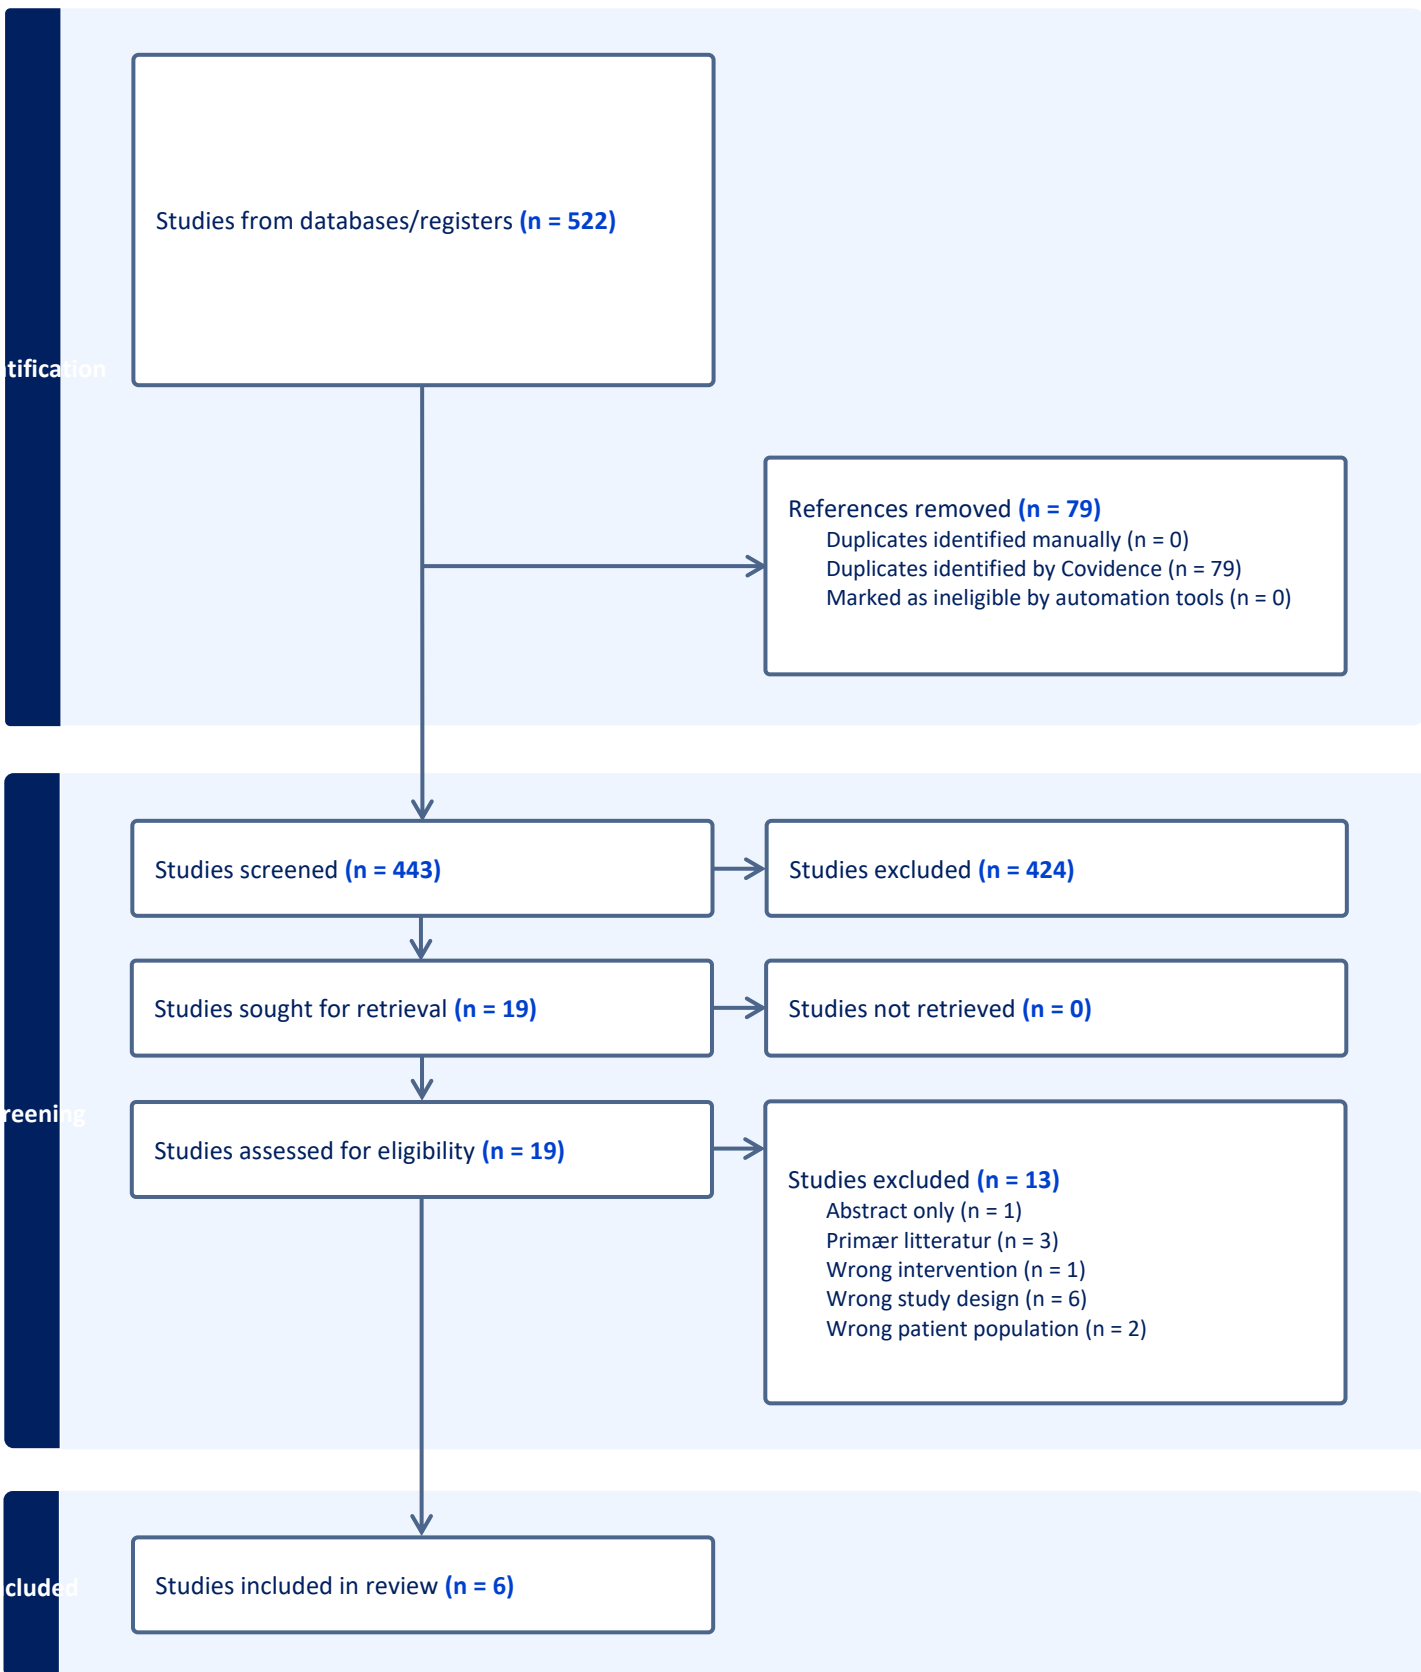 tification
Studies from databases/registers (n = 522)
References removed (n = 79)
Duplicates identified manually (n = 0)
Duplicates identified by Covidence (n = 79)
Marked as ineligible by automation tools (n = 0)
reening
Studies screened (n = 443)
Studies excluded (n = 424)
Studies sought for retrieval (n = 19)
Studies not retrieved (n = 0)
Studies assessed for eligibility (n = 19)
Studies excluded (n = 13)
Abstract only (n = 1)
Primær litteratur (n = 3)
Wrong intervention (n = 1)
Wrong study design (n = 6)
Wrong patient population (n = 2)
cluded
Studies included in review (n = 6)